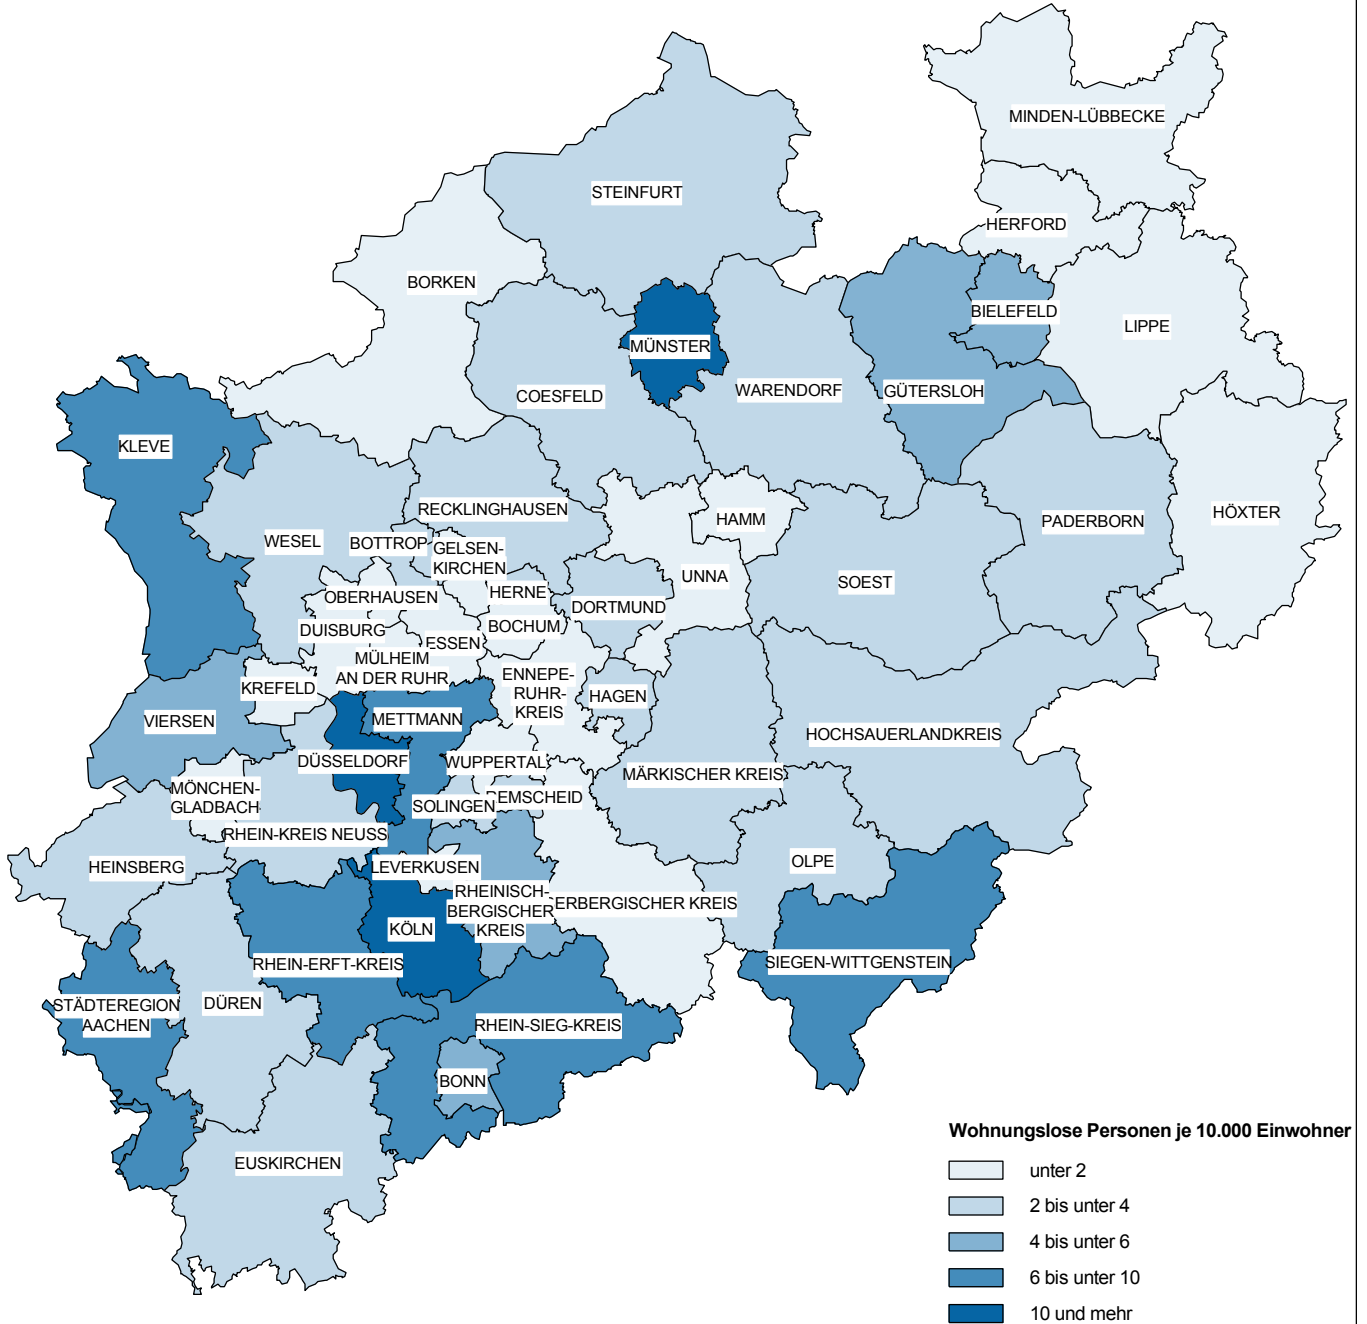 MINDEN-LÜBBECKE
STEINFURT
HERFORD
BORKEN
BIELEFELD
LIPPE
MÜNSTER
WARENDORF
GÜTERSLOH
COESFELD
KLEVE
RECKLINGHAUSEN
HAMM
HÖXTER
PADERBORN
WESEL
BOTTROP
GELSEN-
KIRCHEN
UNNA
SOEST
HERNE
OBERHAUSEN
DORTMUND
DUISBURG
BOCHUM
ESSEN
MÜLHEIM
AN DER RUHR
ENNEPE-
RUHR-
KREIS
KREFELD
HAGEN
VIERSEN
METTMANN
HOCHSAUERLANDKREIS
DÜSSELDORF
WUPPERTAL
MÄRKISCHER KREIS
MÖNCHEN-
GLADBACH
SOLINGEN
REMSCHEID
RHEIN-KREIS NEUSS
HEINSBERG
LEVERKUSEN
OLPE
RHEINISCH-
BERGISCHER
KREIS
ERBERGISCHER KREIS
KÖLN
RHEIN-ERFT-KREIS
SIEGEN-WITTGENSTEIN
STÄDTEREGION
AACHEN
DÜREN
RHEIN-SIEG-KREIS
BONN
EUSKIRCHEN
Wohnungslose Personen je 10.000 Einwohner
unter 2
2 bis unter 4
4 bis unter 6
6 bis unter 10
10 und mehr